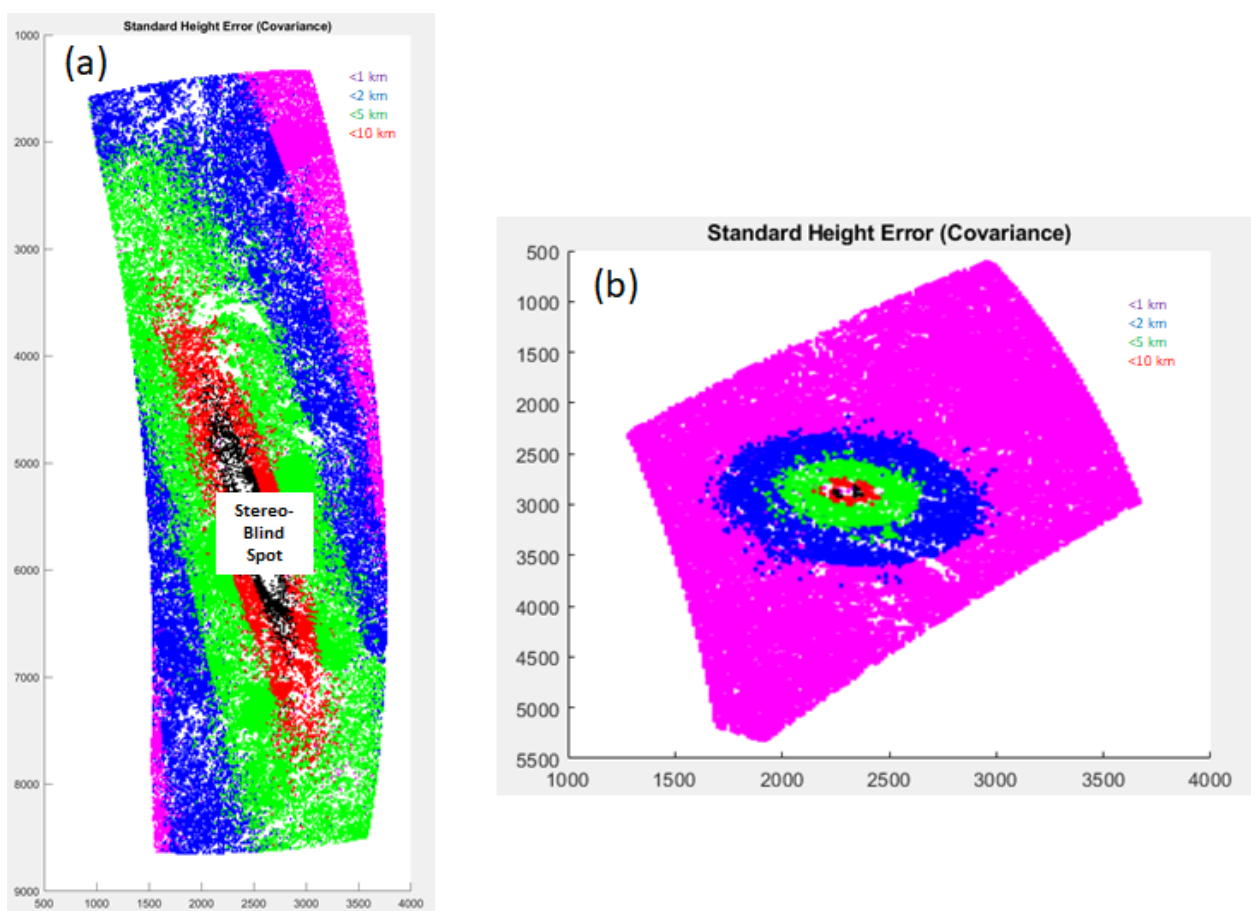 Standard Height Error (Covariance)
(a)
<1 km
<2 km
<5 km
<10 km
1000
2000
3000
4000
5000
6000
7000
8000
9000
Stereo-
Blind
Spot
500 1000 1500 2000 2500 3000 3500 4000
Standard Height Error (Covariance)
(b)
<1 km
<2 km
<5 km
<10 km
500
1000
1500
2000
2500
3000
3500
4000
4500
5000
5500
1000 1500 2000 2500 3000 3500 4000